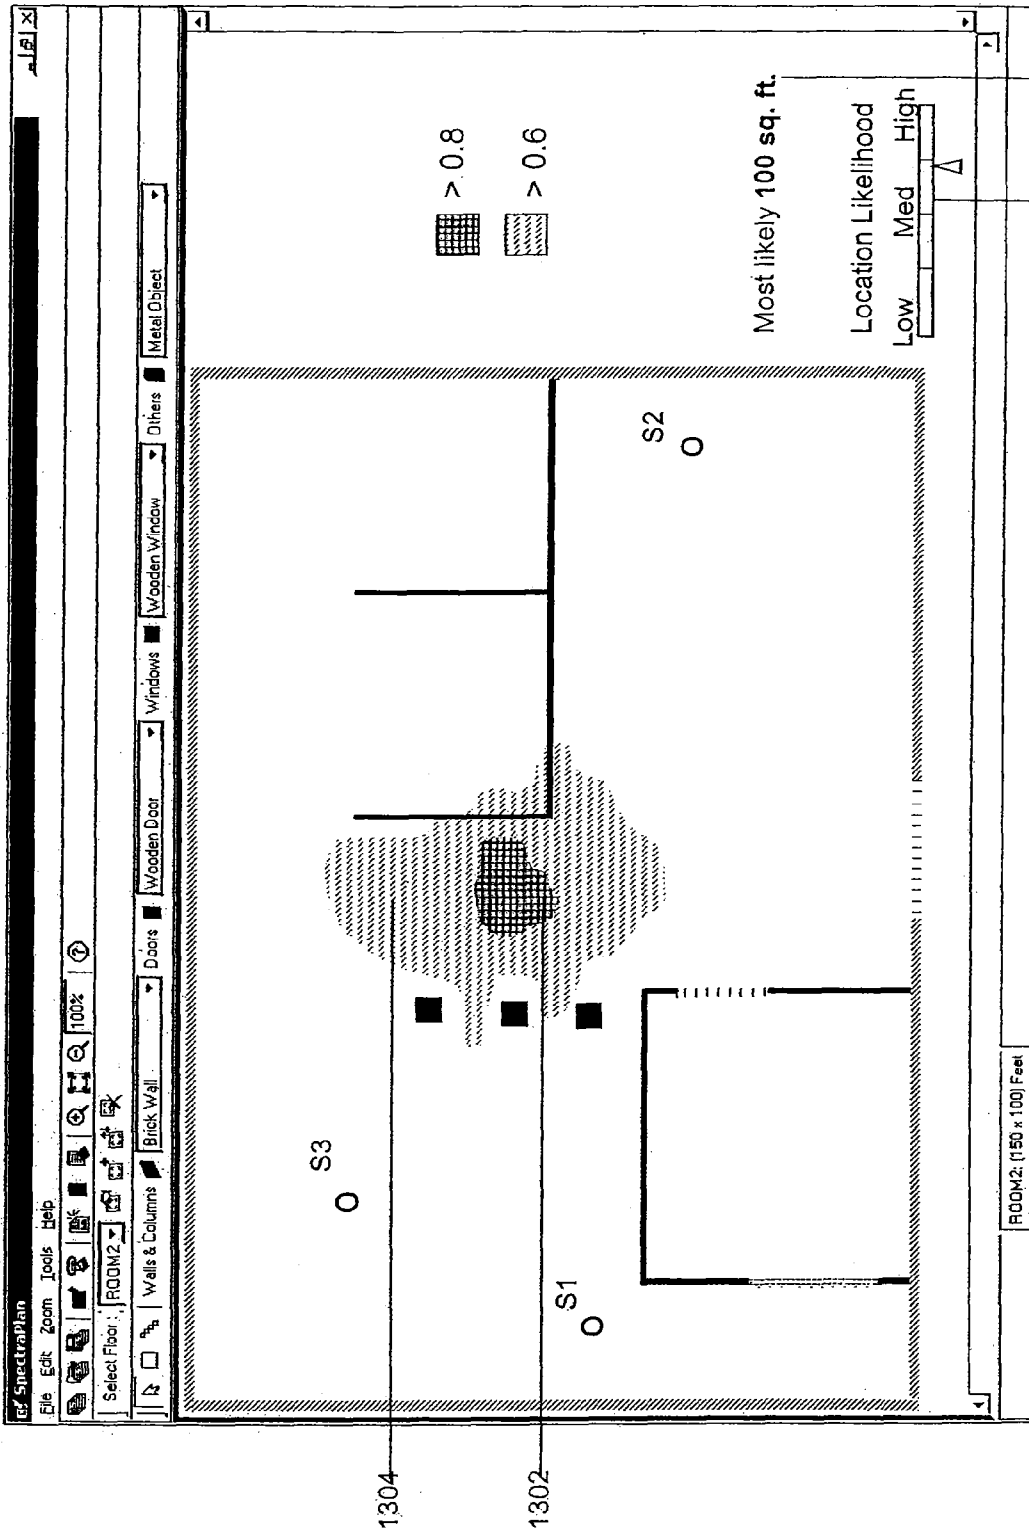 SpectraPlan
File Edit Zoom Tools Help
100%
Select Floor: ROOM2
Walls & Columns Brick Wall Doors Wooden Door Windows Wooden Window Others Metal Object
> 0.8
> 0.6
S3
S2
S1
Most likely 100 sq. ft.
Location Likelihood
Low Med High
1304
1302
ROOM2: (150 x 100) Feet